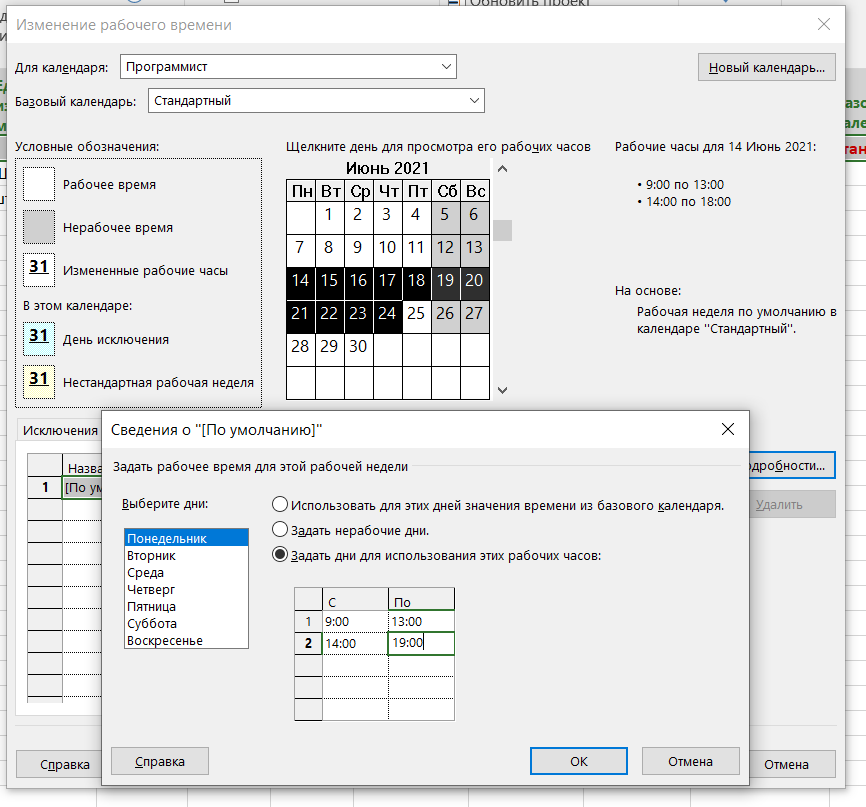 Обновить проект
Изменение рабочего времени
Для календаря: Программист
Новый календарь...
Базовый календарь: Стандартный
Условные обозначения:
Щелкните день для просмотра его рабочих часов
Рабочие часы для 14 Июнь 2021:
Рабочее время
Нерабочее время
31 Измененные рабочие часы
В этом календаре:
31 День исключения
31 Нестандартная рабочая неделя
Июнь 2021
Пн Вт Ср Чт Пт Сб Вс
1 2 3 4 5 6
7 8 9 10 11 12 13
14 15 16 17 18 19 20
21 22 23 24 25 26 27
28 29 30
• 9:00 по 13:00
• 14:00 по 18:00
На основе:
Рабочая неделя по умолчанию в
календаре "Стандартный".
Исключения
Назва
1 [По ум
одробности...
Удалить
Сведения о "[По умолчанию]"
Задать рабочее время для этой рабочей недели
Выберите дни:
Понедельник
Вторник
Среда
Четверг
Пятница
Суббота
Воскресенье
Использовать для этих дней значения времени из базового календаря.
Задать нерабочие дни.
Задать дни для использования этих рабочих часов:
С По
1 9:00 13:00
2 14:00 19:00
Справка
ОК
Отмена
Справка
Отмена